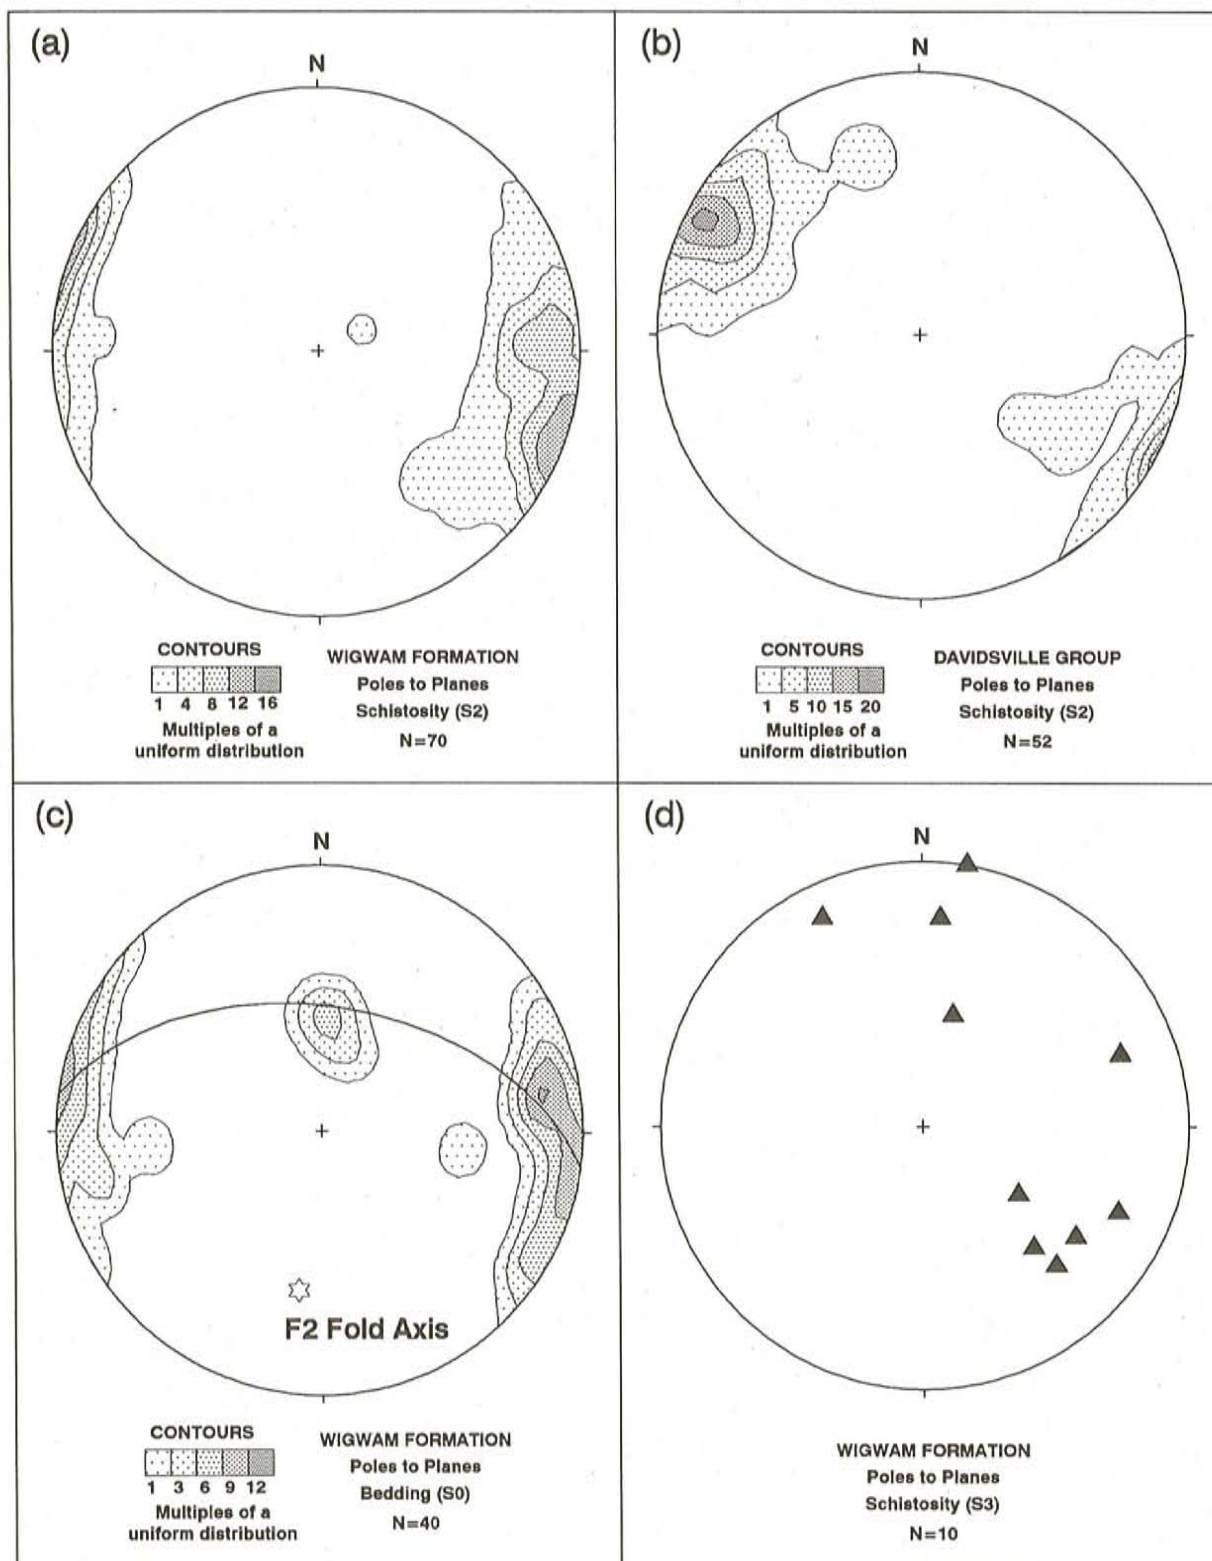 (a)
N
CONTOURS
1 4 8 12 16
Multiples of a
uniform distribution
WIGWAM FORMATION
Poles to Planes
Schistosity (S2)
N=70
(b)
N
CONTOURS
1 5 10 15 20
Multiples of a
uniform distribution
DAVIDSVILLE GROUP
Poles to Planes
Schistosity (S2)
N=52
(c)
N
F2 Fold Axis
CONTOURS
1 3 6 9 12
Multiples of a
uniform distribution
WIGWAM FORMATION
Poles to Planes
Bedding (S0)
N=40
(d)
N
WIGWAM FORMATION
Poles to Planes
Schistosity (S3)
N=10